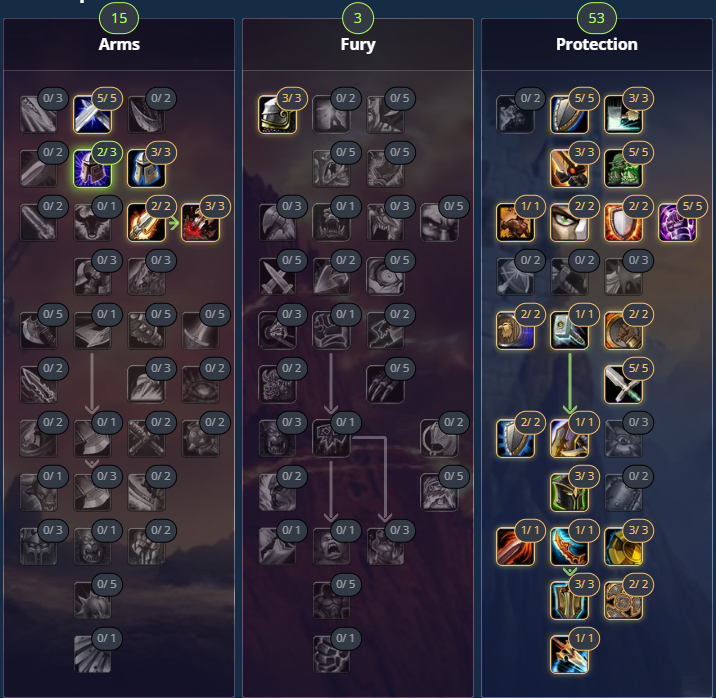 15 3 53
Arms Fury Protection
0/3 5/5 0/2 3/3 0/2 0/5 0/2 5/5 3/3
0/2 2/3 3/3 0/5 0/5 3/3 5/5
0/2 0/1 2/2 3/3 0/3 0/1 0/3 0/5 1/1 2/2 2/2 5/5
0/3 0/3 0/5 0/2 0/5 0/2 0/2 0/3
0/5 0/1 0/5 0/5 0/3 0/1 0/2 2/2 1/1 2/2
0/2 0/3 0/2 0/2 0/5 5/5
0/2 0/1 0/2 0/2 0/3 0/1 0/2 2/2 1/1 0/3
0/1 0/3 0/2 0/2 0/5 3/3 0/2
0/3 0/1 0/2 0/1 0/1 0/3 1/1 1/1 3/3
0/5 0/5 3/3 2/2
0/1 0/1 1/1